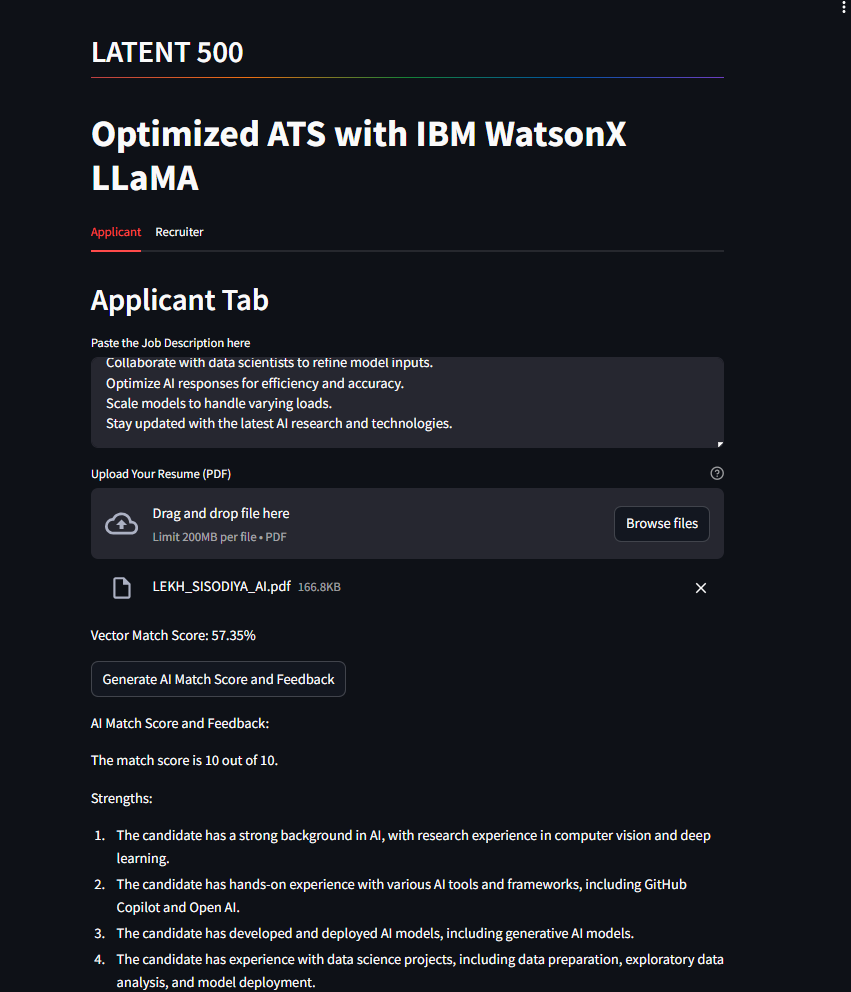 LATENT 500
Optimized ATS with IBM WatsonX
LLaMA
Applicant Recruiter
Applicant Tab
Paste the Job Description here
Collaborate with data scientists to refine model inputs.
Optimize AI responses for efficiency and accuracy.
Scale models to handle varying loads.
Stay updated with the latest AI research and technologies.
Upload Your Resume (PDF)
Drag and drop file here
Limit 200MB per file • PDF
Browse files
LEKH_SISODIYA_AI.pdf 166.8KB
Vector Match Score: 57.35%
Generate AI Match Score and Feedback
AI Match Score and Feedback:
The match score is 10 out of 10.
Strengths:
1. The candidate has a strong background in AI, with research experience in computer vision and deep
learning.
2. The candidate has hands-on experience with various AI tools and frameworks, including GitHub
Copilot and Open AI.
3. The candidate has developed and deployed AI models, including generative AI models.
4. The candidate has experience with data science projects, including data preparation, exploratory data
analysis, and model deployment.